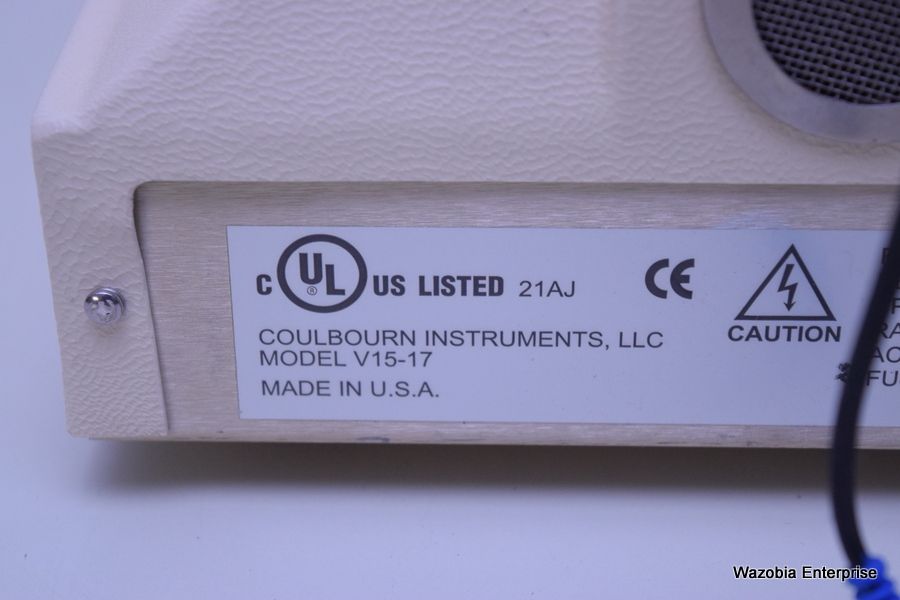 C UL ® US LISTED 21AJ
CE
COULBOURN INSTRUMENTS, LLC
MODEL V15-17
MADE IN U.S.A.
CAUTION
Wazobia Enterprise